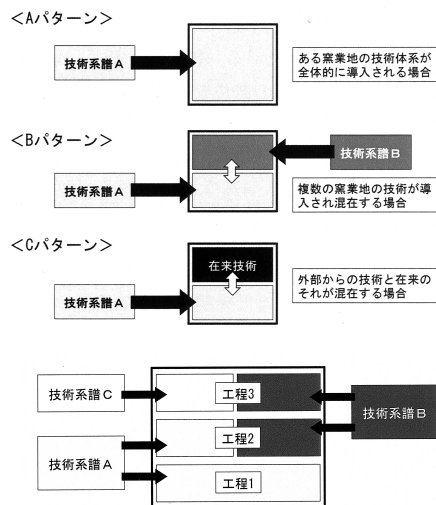 ＜Aパターン＞
技術系譜A
ある窯業地の技術体系が
全体的に導入される場合
＜Bパターン＞
技術系譜B
技術系譜A
複数の窯業地の技術が導
入され混在する場合
＜Cパターン＞
在来技術
技術系譜A
外部からの技術と在来の
それが混在する場合
技術系譜C
工程3
技術系譜B
工程2
技術系譜A
工程1